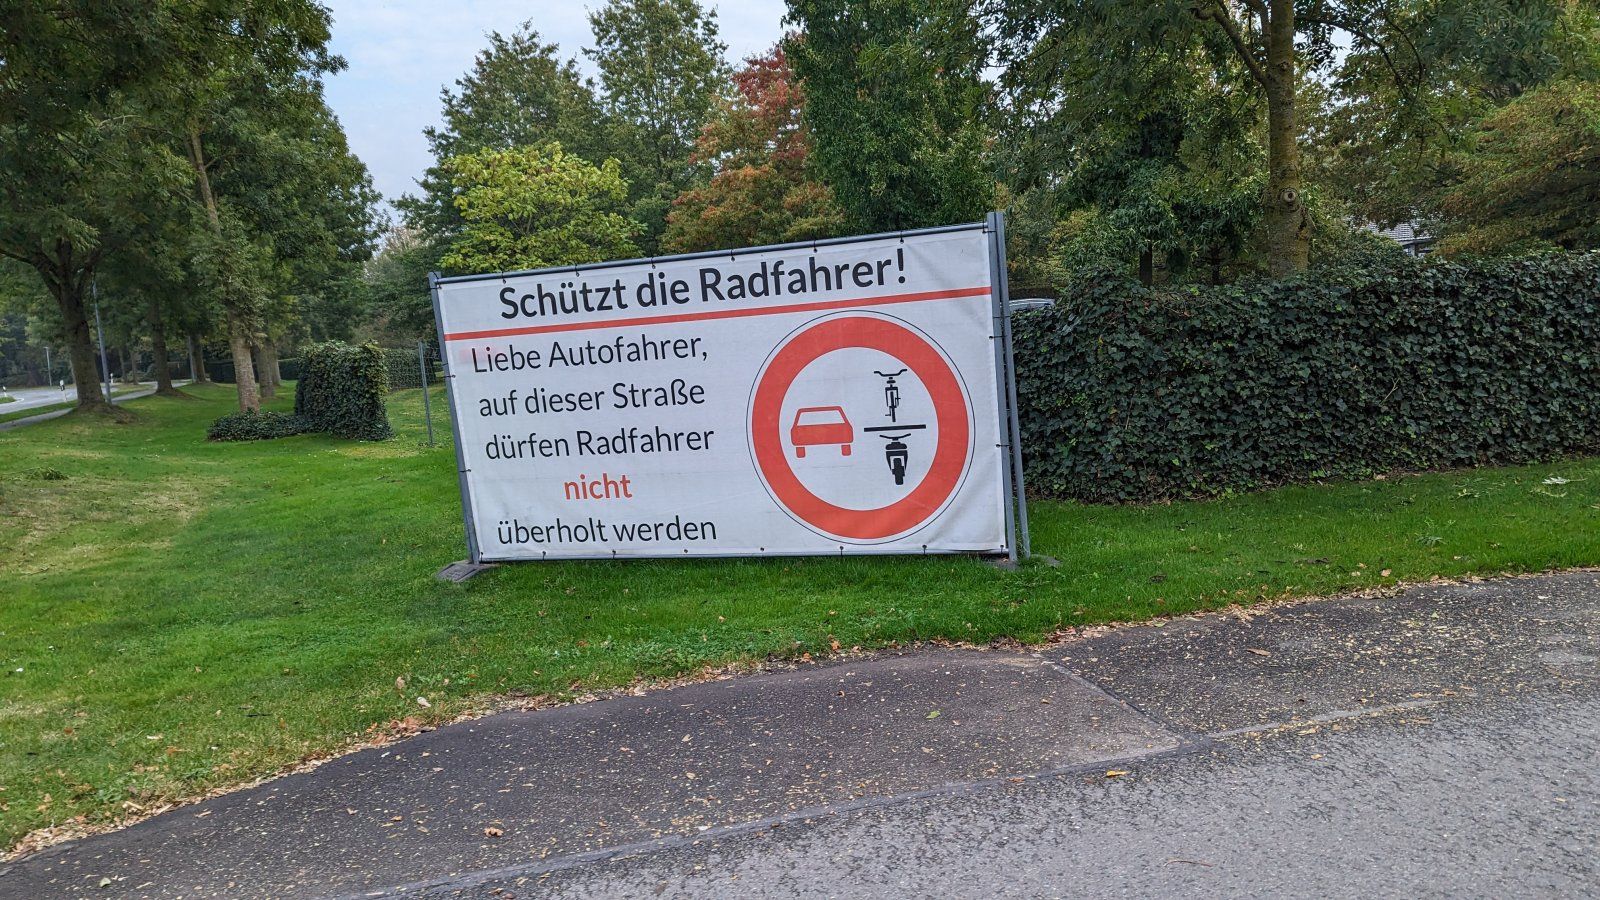 Schützt die Radfahrer!
Liebe Autofahrer,
auf dieser Straße
dürfen Radfahrer
nicht
überholt werden